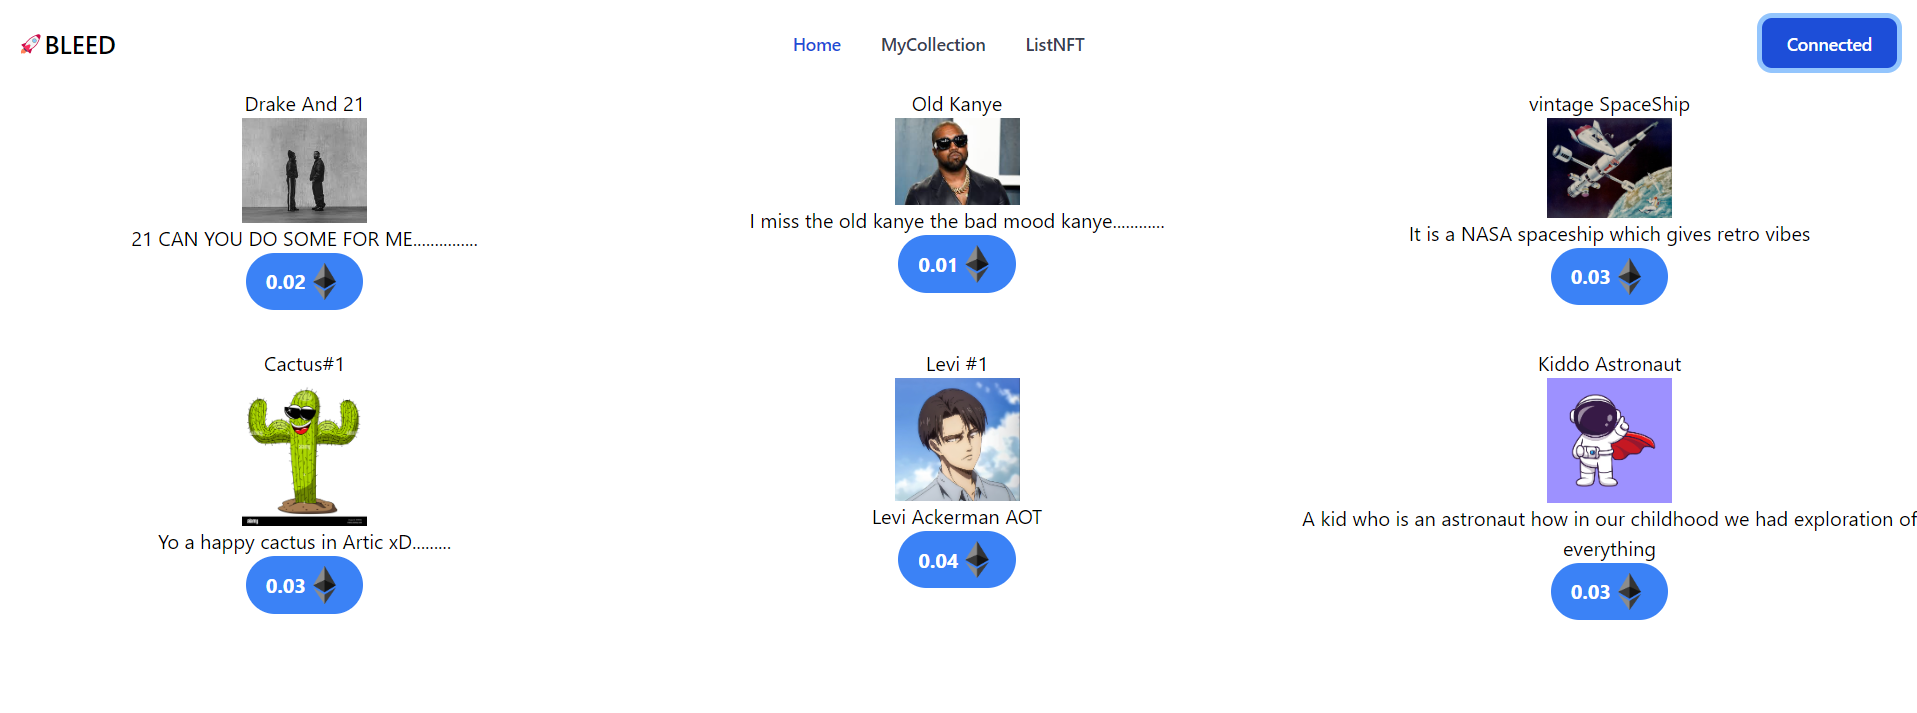 BLEED
Home MyCollection ListNFT
Connected
Drake And 21
21 CAN YOU DO SOME FOR ME...............
0.02
Old Kanye
I miss the old kanye the bad mood kanye............
0.01
vintage SpaceShip
It is a NASA spaceship which gives retro vibes
0.03
Cactus#1
Yo a happy cactus in Artic xD.........
0.03
Levi #1
Levi Ackerman AOT
0.04
Kiddo Astronaut
A kid who is an astronaut how in our childhood we had exploration of
everything
0.03